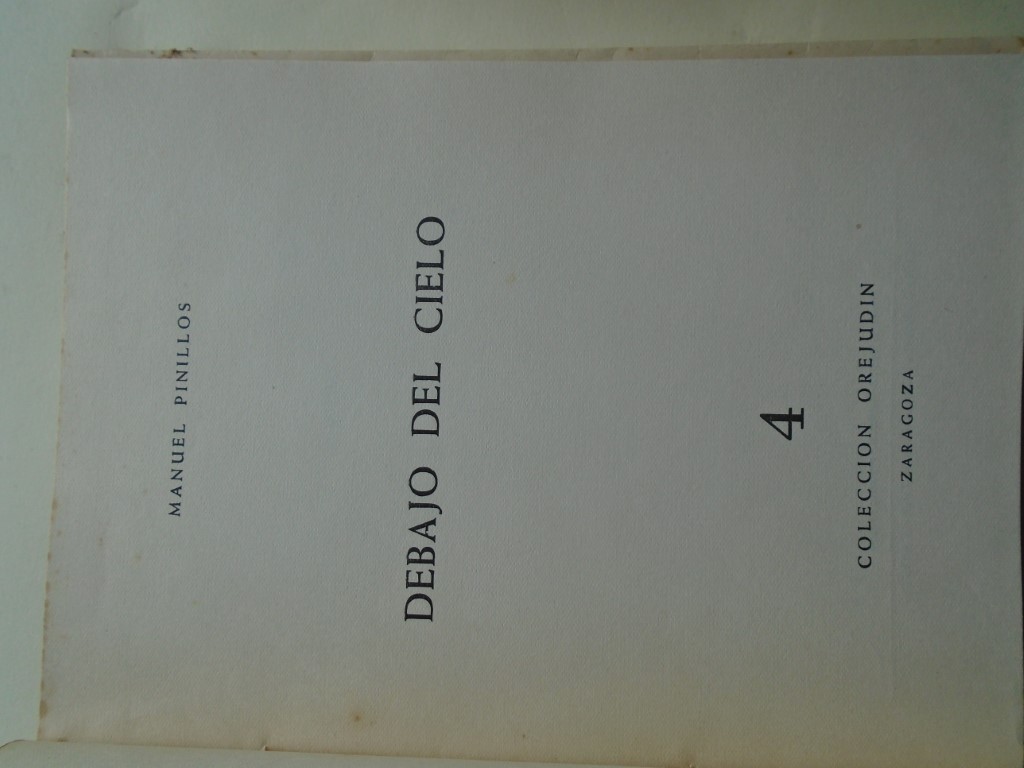 MANUEL PINILLOS
DEBAJO DEL CIELO
4
COLECCION OREJUDIN
ZARAGOZA